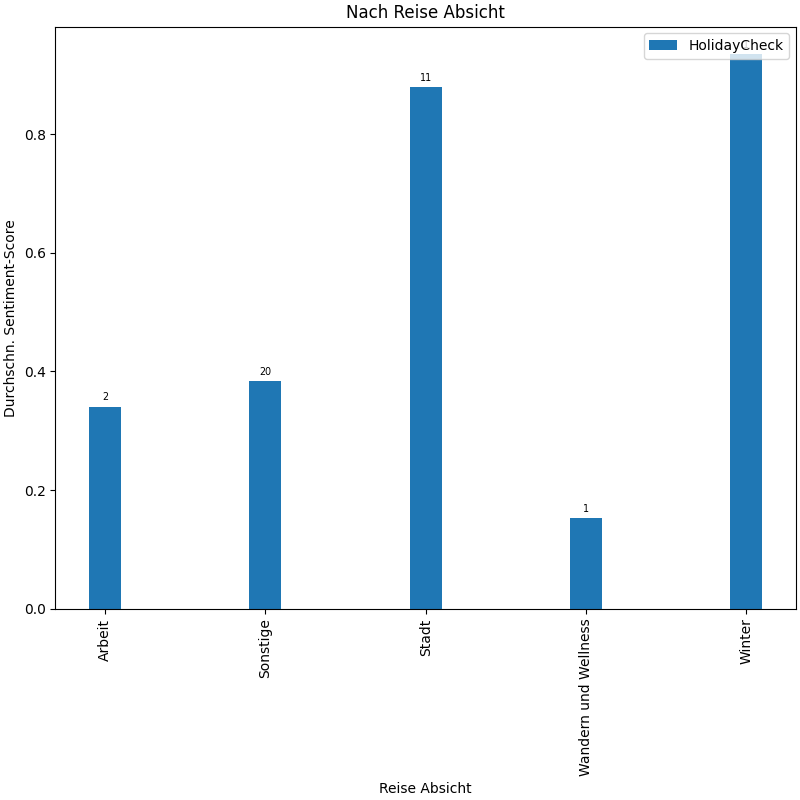 Nach Reise Absicht
HolidayCheck
Durchschn. Sentiment-Score
0.8
0.6
0.4
0.2
0.0
2
20
11
1
Arbeit
Sonstige
Stadt
Wandern und Wellness
Winter
Reise Absicht